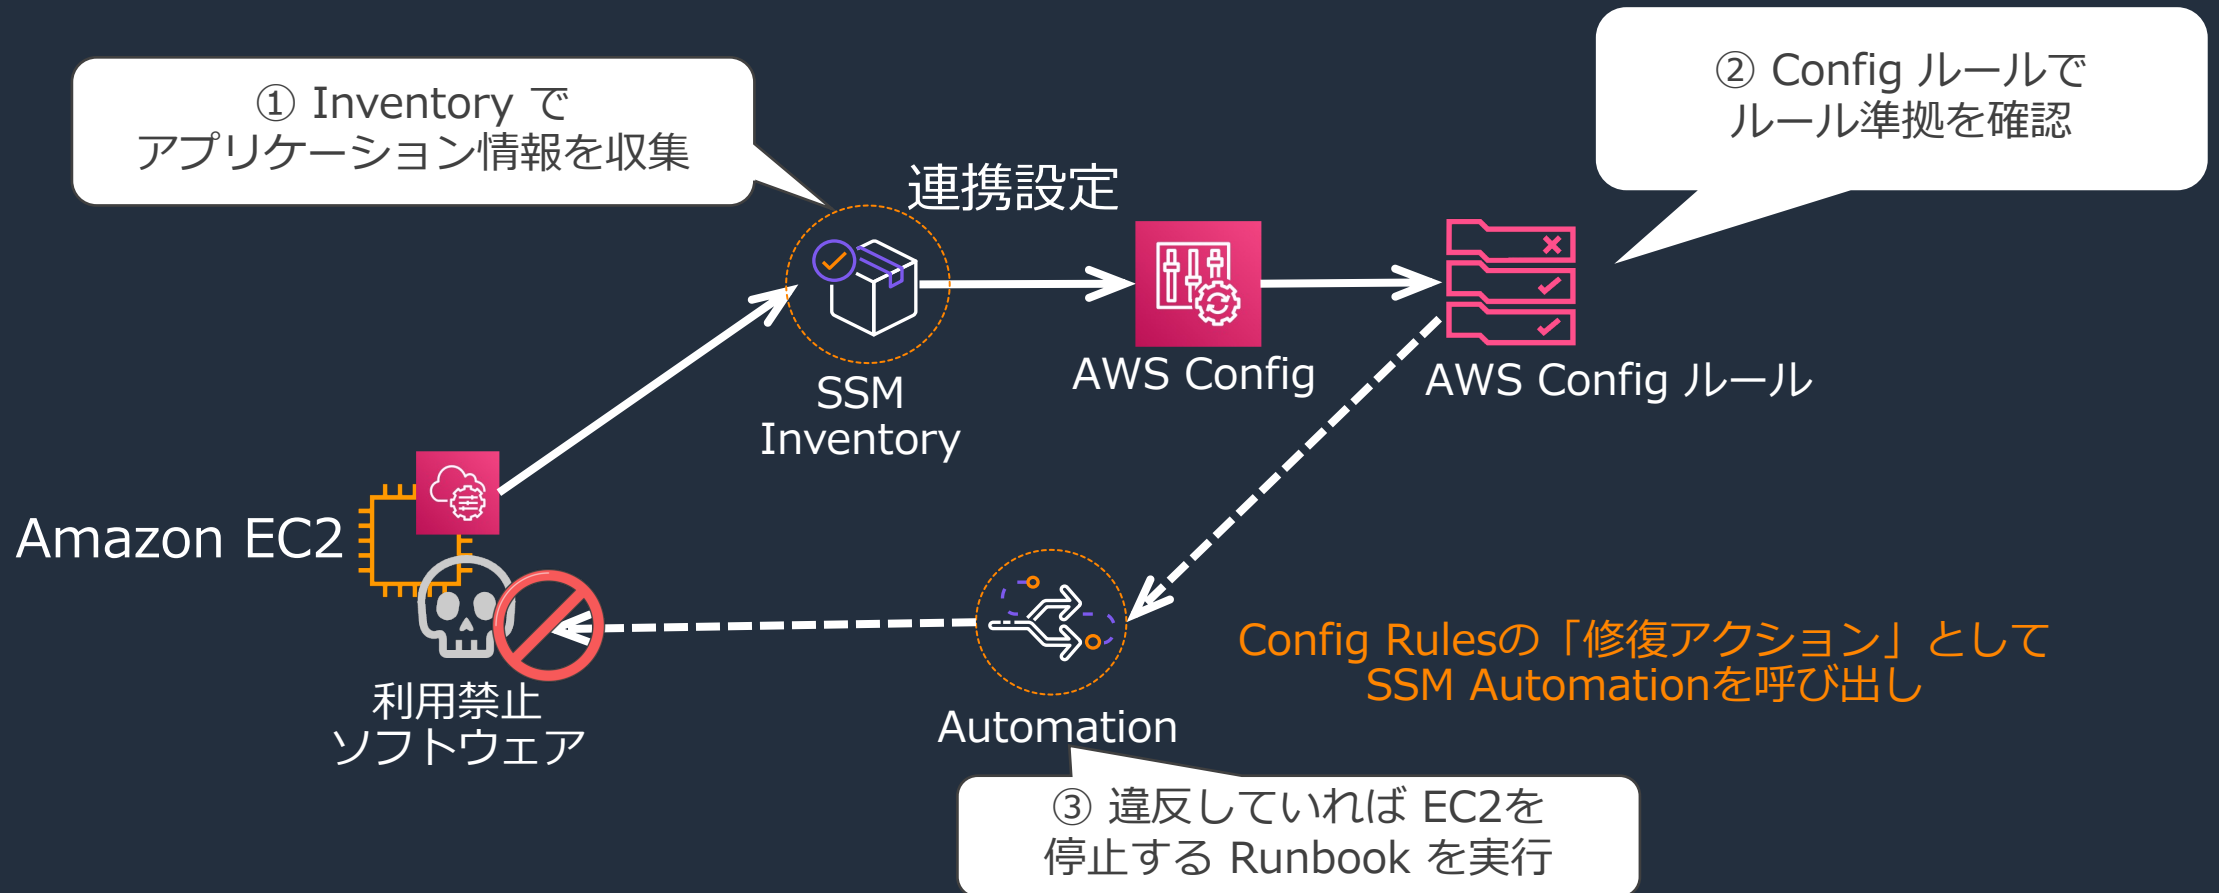 ① Inventory で
アプリケーション情報を収集
② Config ルールで
ルール準拠を確認
連携設定
SSM
Inventory
AWS Config
AWS Config ルール
Amazon EC2
利用禁止
ソフトウェア
Automation
Config Rulesの「修復アクション」として
SSM Automationを呼び出し
③ 違反していれば EC2を
停止する Runbook を実行